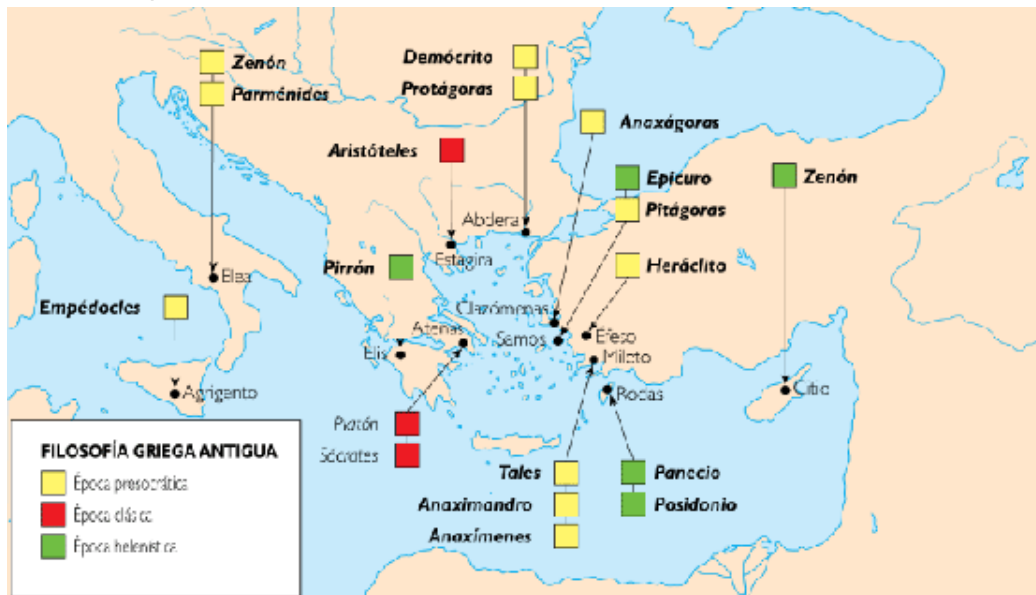 Zenón
Parménides
Demócrito
Protágoras
Anaxágoras
Aristóteles
Epicuro
Pitágoras
Zenón
Abdera
Estagira
Pirrón
Heráclito
Elea
Empédocles
Clazómenas
Atenas
Samos
Éfeso
Elis
Mileto
Agrigento
Rodas
Citio
Platón
Sócrates
FILOSOFÍA GRIEGA ANTIGUA
Época presocrática
Época clásica
Época helenística
Tales
Anaximandro
Anaxímenes
Panecio
Posidonio